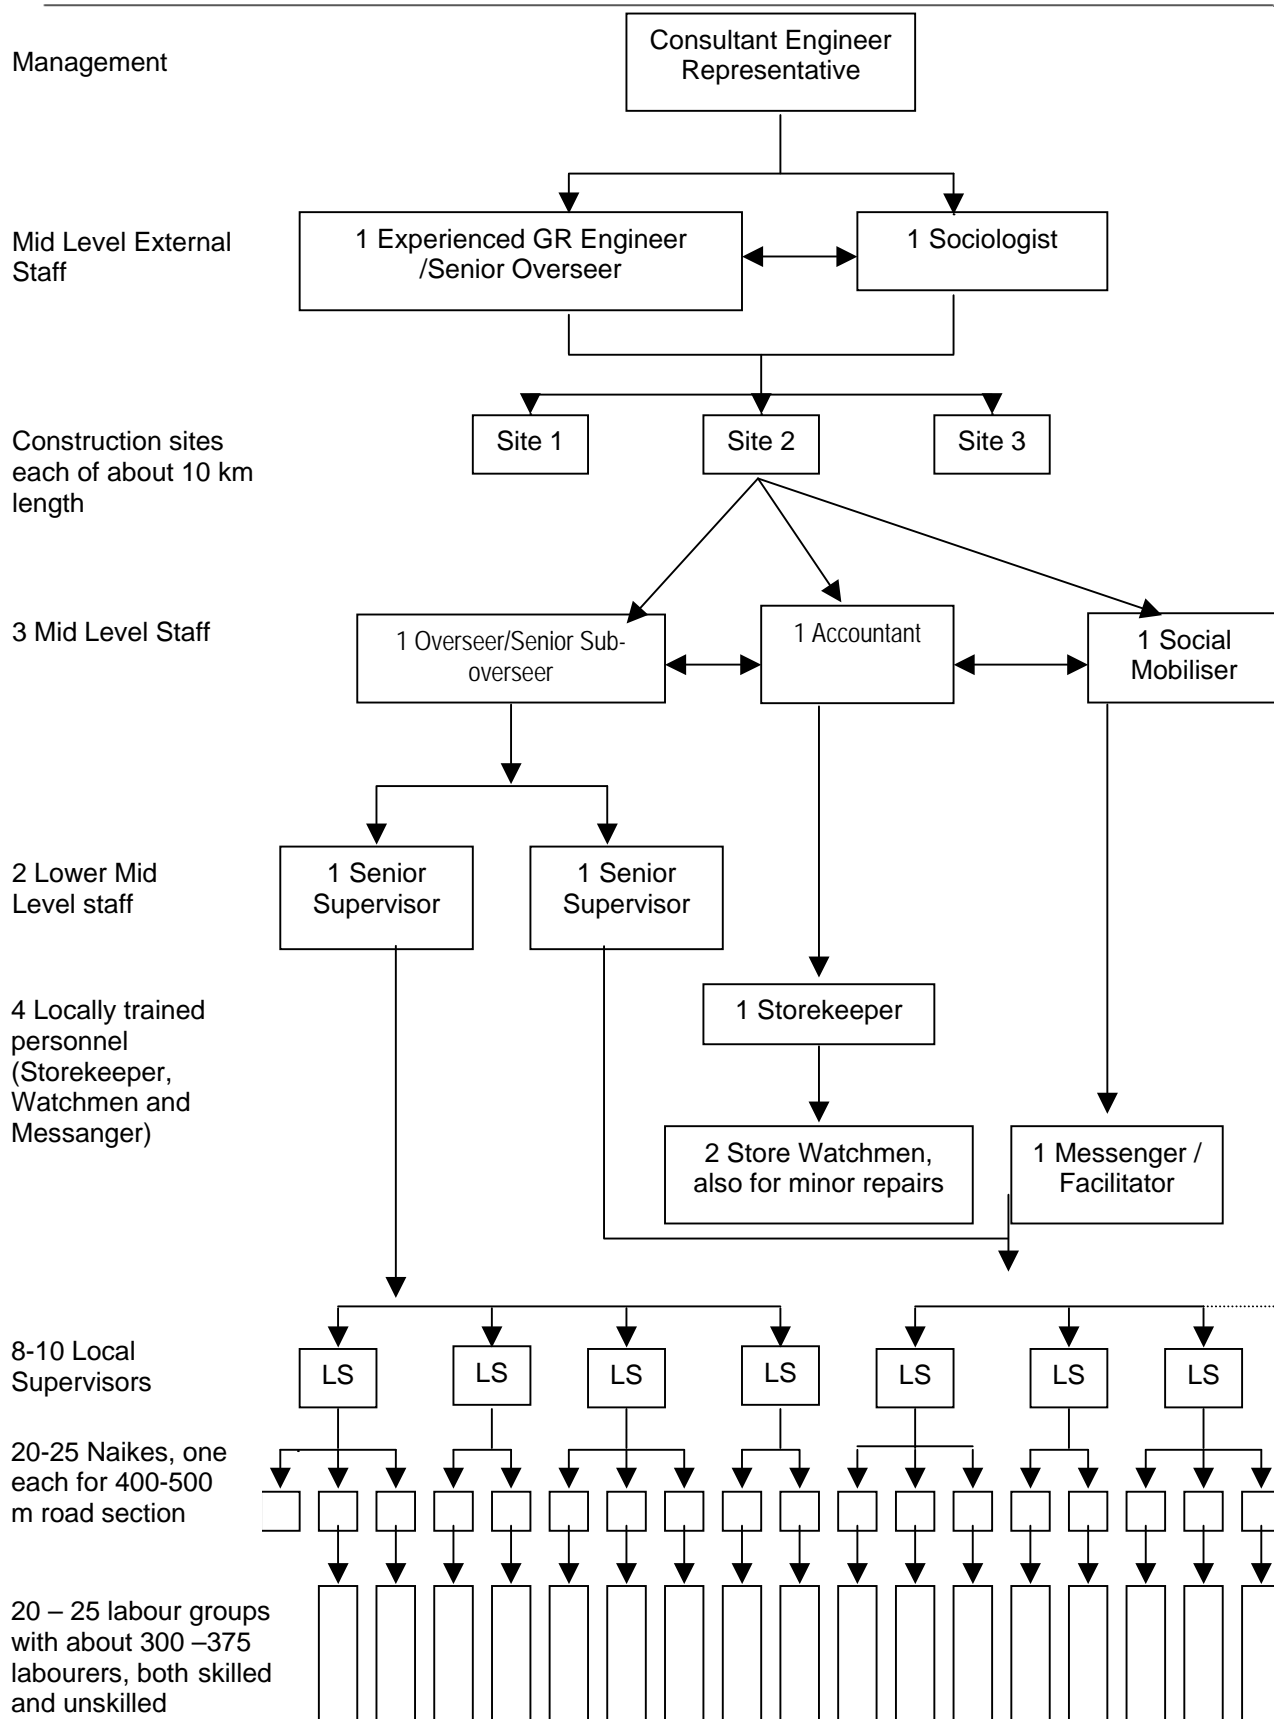 Management
Consultant Engineer
Representative
Mid Level External
Staff
1 Experienced GR Engineer
/Senior Overseer
1 Sociologist
Construction sites
each of about 10 km
length
Site 1
Site 2
Site 3
3 Mid Level Staff
1 Overseer/Senior Sub-
overseer
1 Accountant
1 Social
Mobiliser
2 Lower Mid
Level staff
1 Senior
Supervisor
1 Senior
Supervisor
4 Locally trained
personnel
(Storekeeper,
Watchmen and
Messanger)
1 Storekeeper
2 Store Watchmen,
also for minor repairs
1 Messenger /
Facilitator
8-10 Local
Supervisors
LS
LS
LS
LS
LS
LS
LS
20-25 Naikes, one
each for 400-500
m road section
20 – 25 labour groups
with about 300 –375
labourers, both skilled
and unskilled